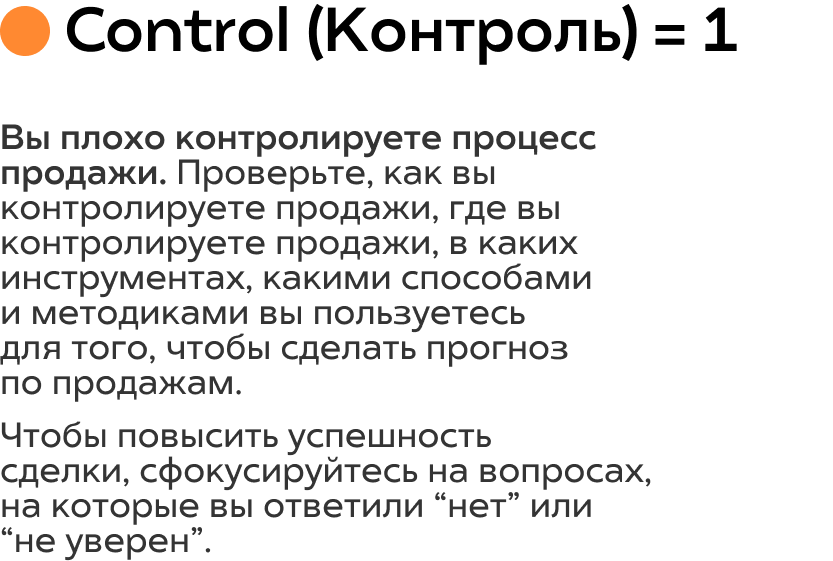 Control (Контроль) = 1
Вы плохо контролируете процесс
продажи. Проверьте, как вы
контролируете продажи, где вы
контролируете продажи, в каких
инструментах, какими способами
и методиками вы пользуетесь
для того, чтобы сделать прогноз
по продажам.
Чтобы повысить успешность
сделки, сфокусируйтесь на вопросах,
на которые вы ответили “нет” или
“не уверен”.